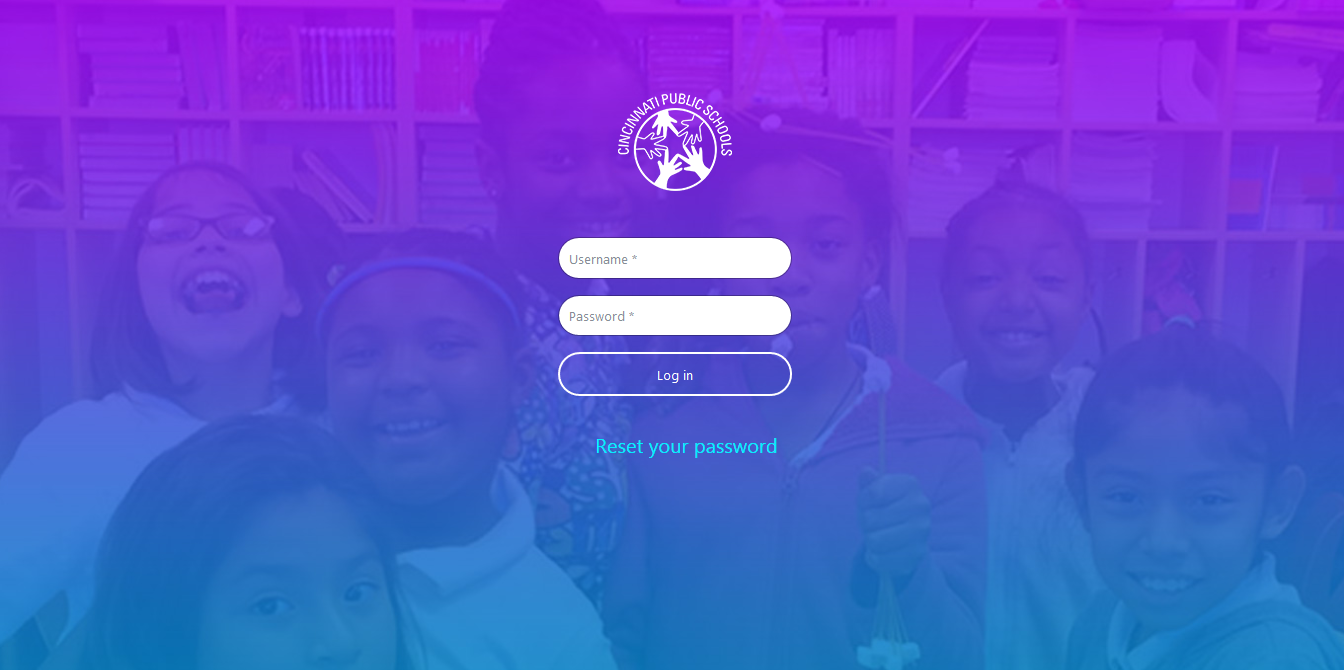 CINCINNATI PUBLIC SCHOOLS
Username *
Password *
Log in
Reset your password